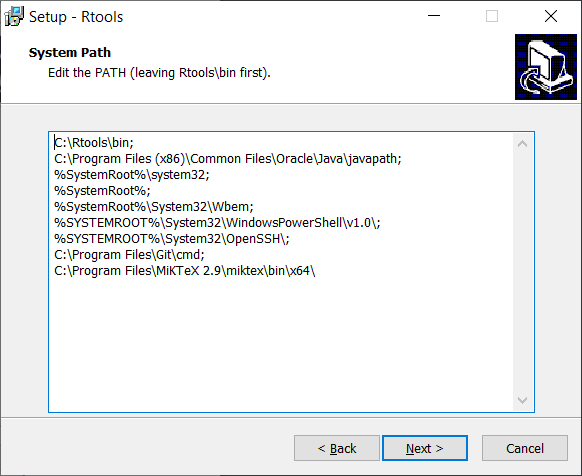 Setup - Rtools
System Path
Edit the PATH (leaving Rtools\bin first).
C:\Rtools\bin;
C:\Program Files (x86)\Common Files\Oracle\Java\javapath;
%SystemRoot%\system32;
%SystemRoot%;
%SystemRoot%\System32\Wbem;
%SYSTEMROOT%\System32\WindowsPowerShell\v1.0\;
%SYSTEMROOT%\System32\OpenSSH\;
C:\Program Files\Git\cmd;
C:\Program Files\MiKTeX 2.9\miktex\bin\x64\
< Back
Next >
Cancel